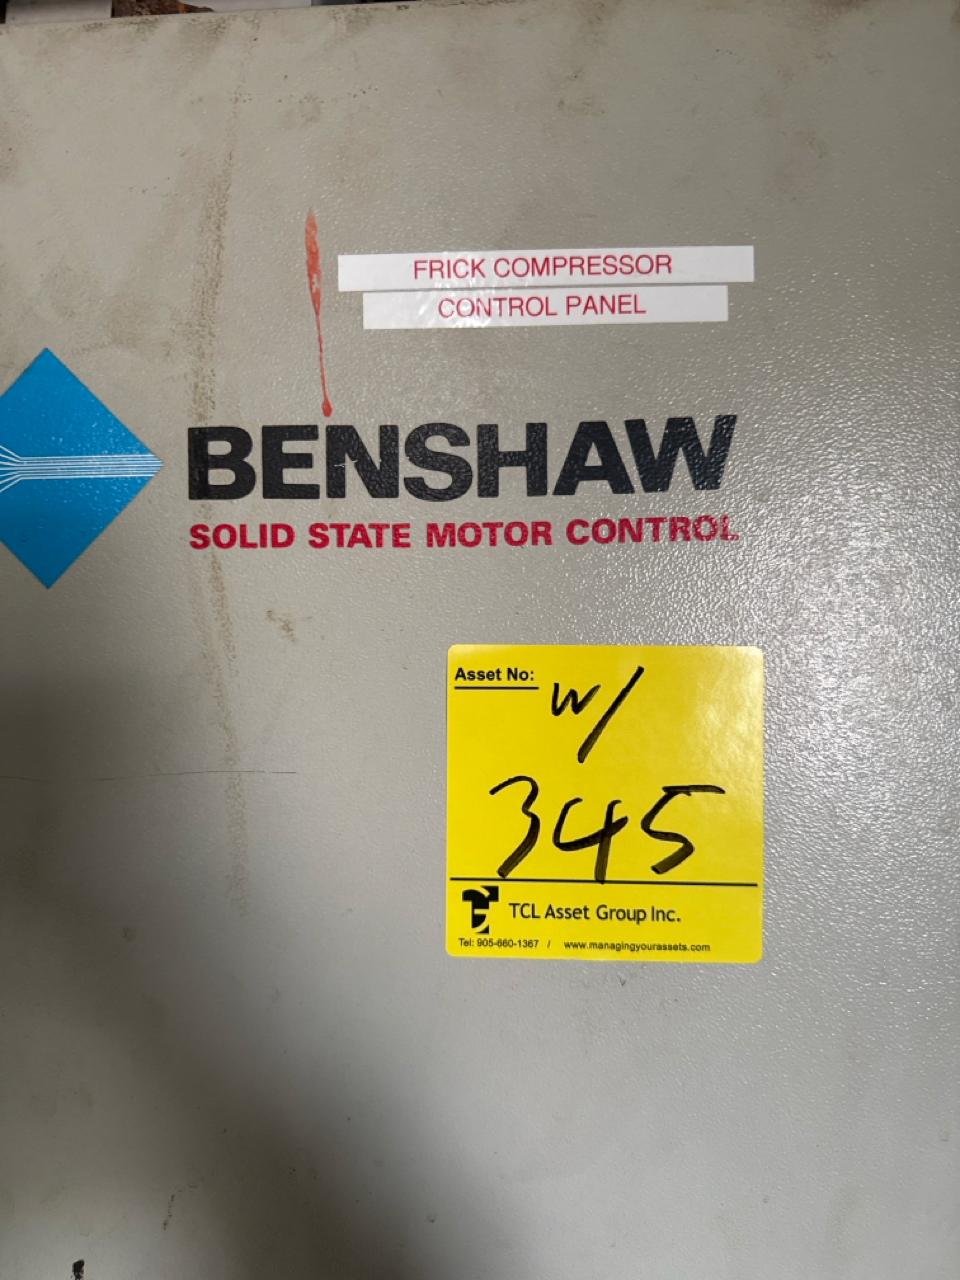 FRICK COMPRESSOR
CONTROL PANEL
BENSHAW
SOLID STATE MOTOR CONTROL
Asset No: w/
345
TCL Asset Group Inc.
Tel: 905-660-1367 / www.managingyourassets.com